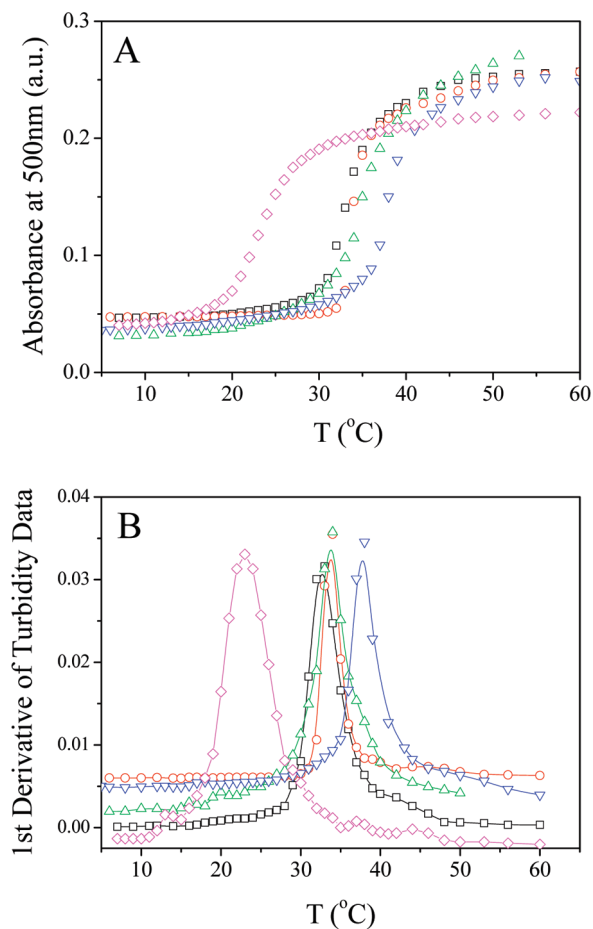 A
Absorbance at 500nm (a.u.)
0.3
0.2
0.1
0.0
10 20 30 40 50 60
T (°C)
B
1st Derivative of Turbidity Data
0.04
0.03
0.02
0.01
0.00
10 20 30 40 50 60
T (°C)